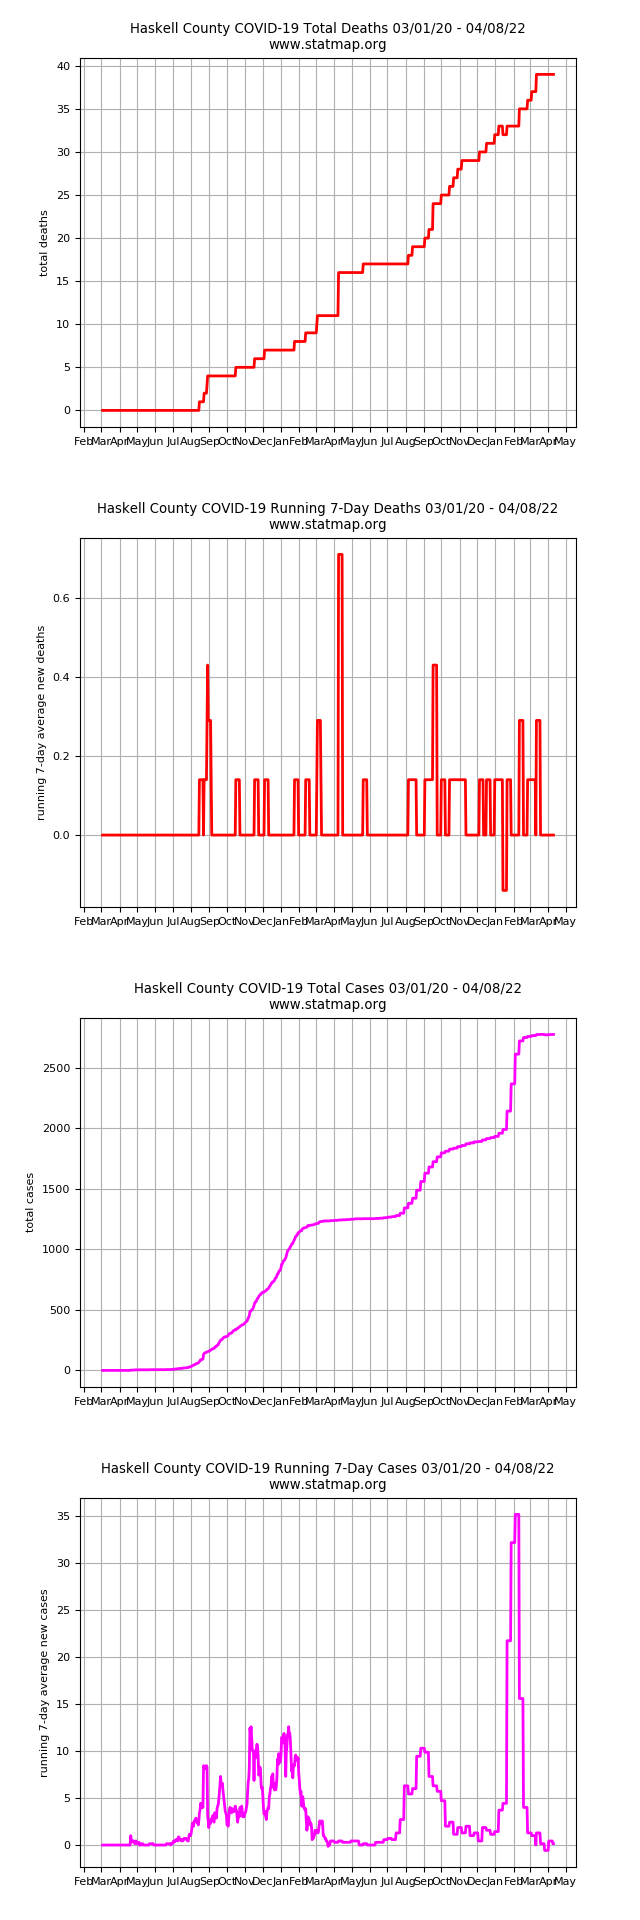 Haskell County COVID-19 Total Deaths 03/01/20 - 04/08/22
www.statmap.org
total deaths
40
35
30
25
20
15
10
5
0
Feb Mar Apr May Jun Jul Aug Sep Oct Nov Dec Jan Feb Mar Apr May Jun Jul Aug Sep Oct Nov Dec Jan Feb Mar Apr May
Haskell County COVID-19 Running 7-Day Deaths 03/01/20 - 04/08/22
www.statmap.org
running 7-day average new deaths
0.6
0.4
0.2
0.0
Feb Mar Apr May Jun Jul Aug Sep Oct Nov Dec Jan Feb Mar Apr May Jun Jul Aug Sep Oct Nov Dec Jan Feb Mar Apr May
Haskell County COVID-19 Total Cases 03/01/20 - 04/08/22
www.statmap.org
total cases
2500
2000
1500
1000
500
0
Feb Mar Apr May Jun Jul Aug Sep Oct Nov Dec Jan Feb Mar Apr May Jun Jul Aug Sep Oct Nov Dec Jan Feb Mar Apr May
Haskell County COVID-19 Running 7-Day Cases 03/01/20 - 04/08/22
www.statmap.org
running 7-day average new cases
35
30
25
20
15
10
5
0
Feb Mar Apr May Jun Jul Aug Sep Oct Nov Dec Jan Feb Mar Apr May Jun Jul Aug Sep Oct Nov Dec Jan Feb Mar Apr May